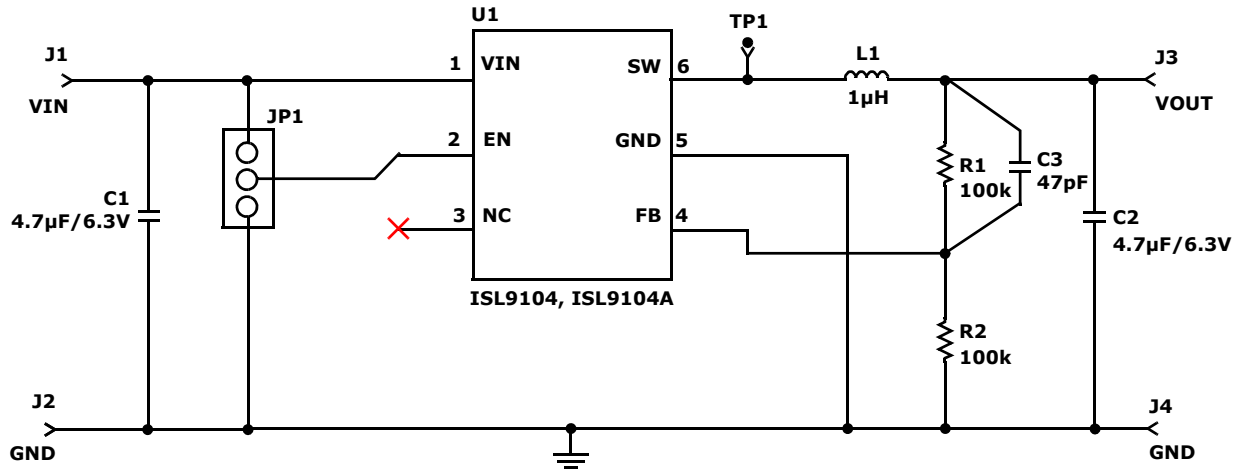 U1
TP1
J1
VIN
1
VIN
SW
6
L1
1µH
J3
VOUT
JP1
2
EN
GND
5
R1
100k
C3
47pF
C1
4.7µF/6.3V
3
NC
FB
4
C2
4.7µF/6.3V
ISL9104, ISL9104A
R2
100k
J2
GND
J4
GND